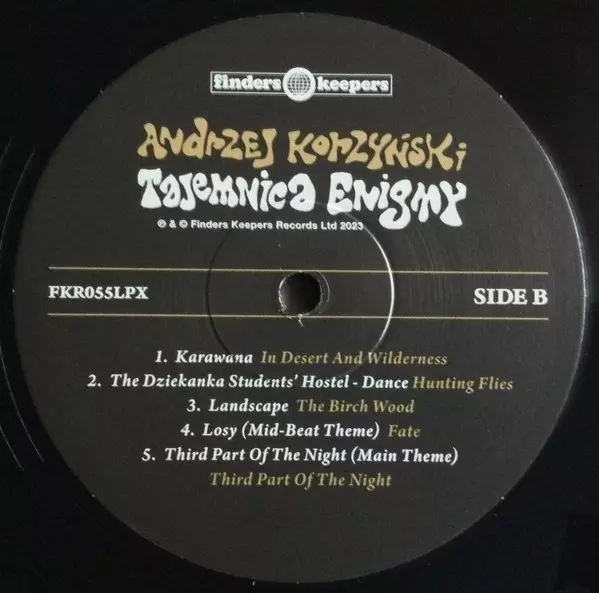 finders keepers
Andrzej Korzyński
Tajemnica Enigmy
℗ & © Finders Keepers Records Ltd 2023
FKR055LPX SIDE B
1. Karawana In Desert And Wilderness
2. The Dziekanka Students' Hostel - Dance Hunting Flies
3. Landscape The Birch Wood
4. Losy (Mid-Beat Theme) Fate
5. Third Part Of The Night (Main Theme)
Third Part Of The Night